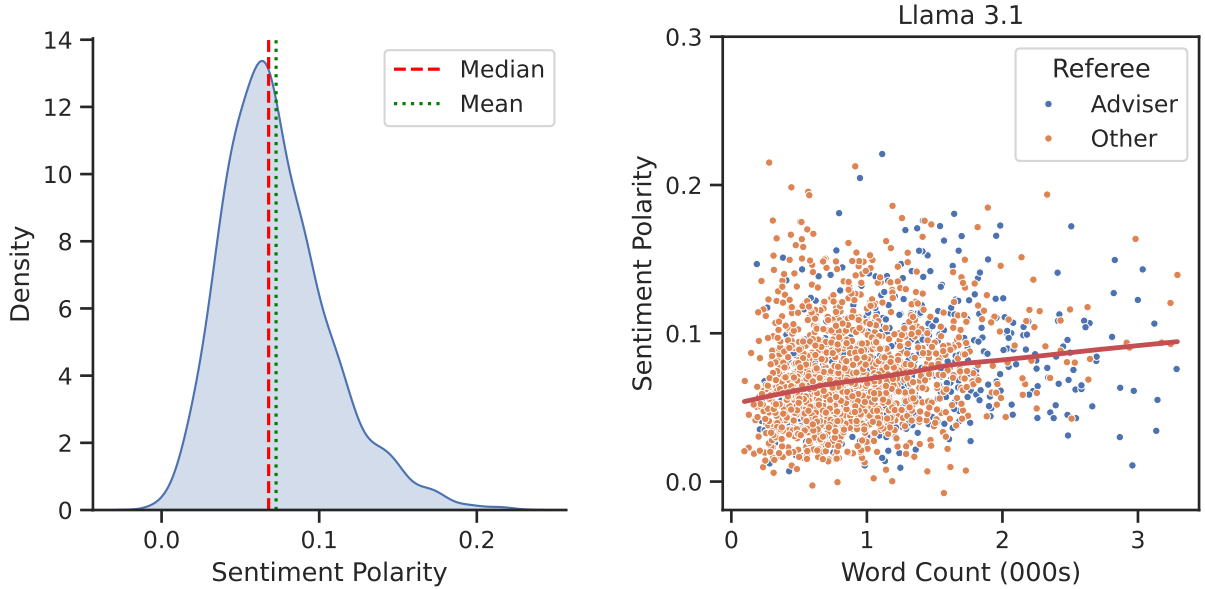 14
12
10
8
6
4
2
0
Density
0.0 0.1 0.2
Sentiment Polarity
Median
Mean
Llama 3.1
0.3
0.2
0.1
0.0
Sentiment Polarity
0 1 2 3
Word Count (000s)
Referee
Adviser
Other